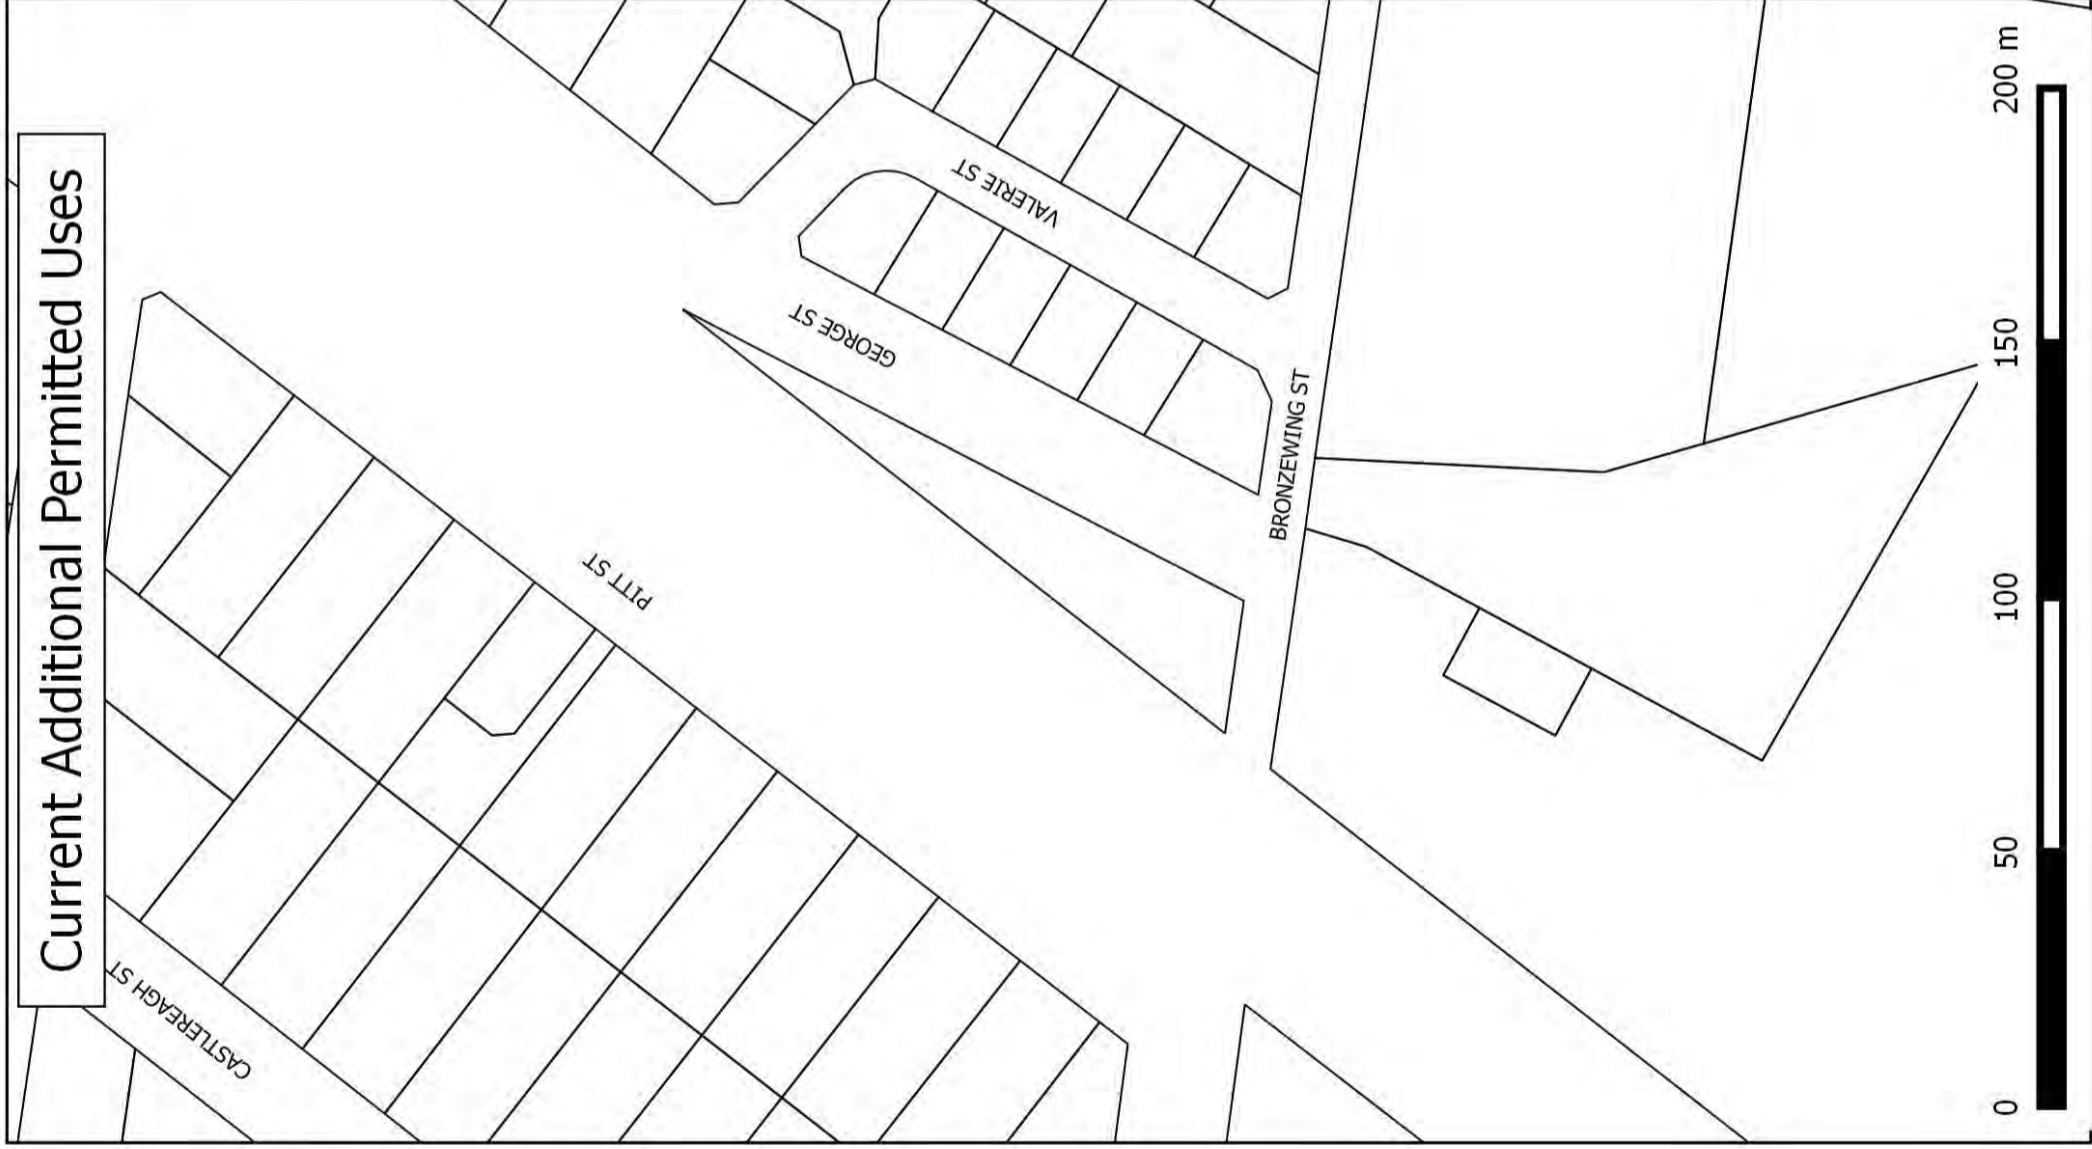 Current Additional Permitted Uses
CASTLEREAGH ST
PITT ST
GEORGE ST
VALERIE ST
BRONZEWING ST
0 50 100 150 200 m